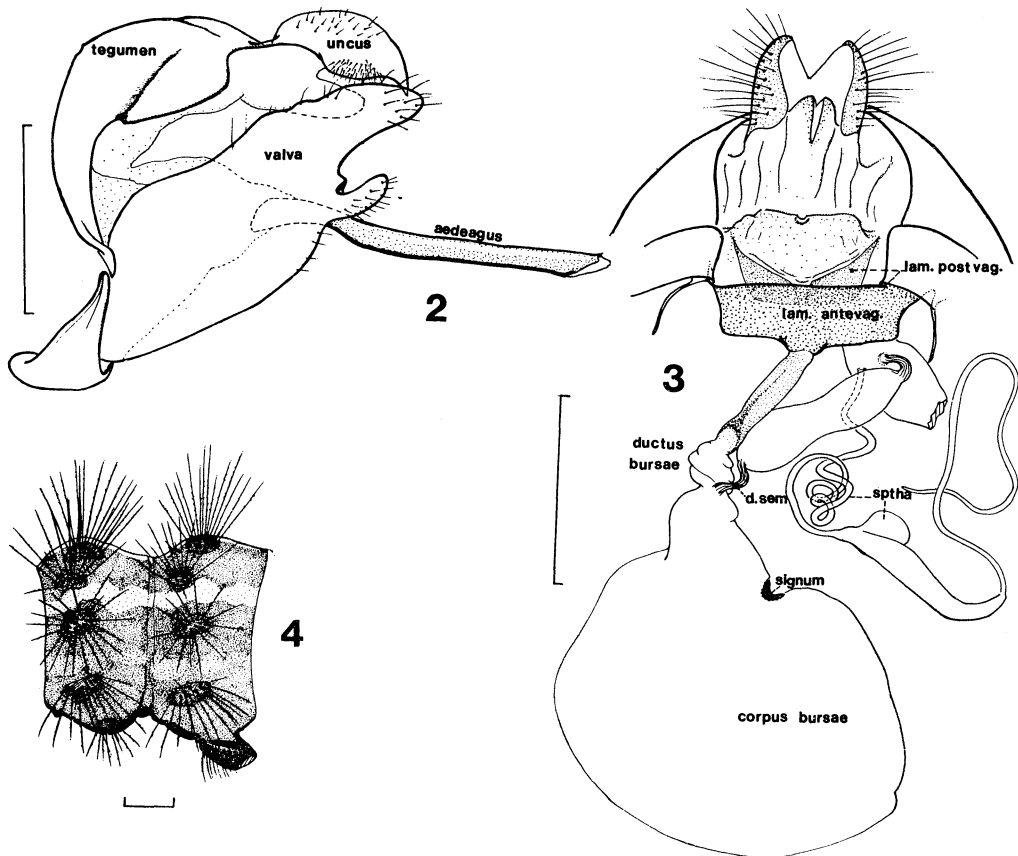 tegumen
uncus
valva
aedeagus
2
lam. post vag.
lam. antevag.
3
ductus
bursae
d.sem
sptha
signum
corpus bursae
4